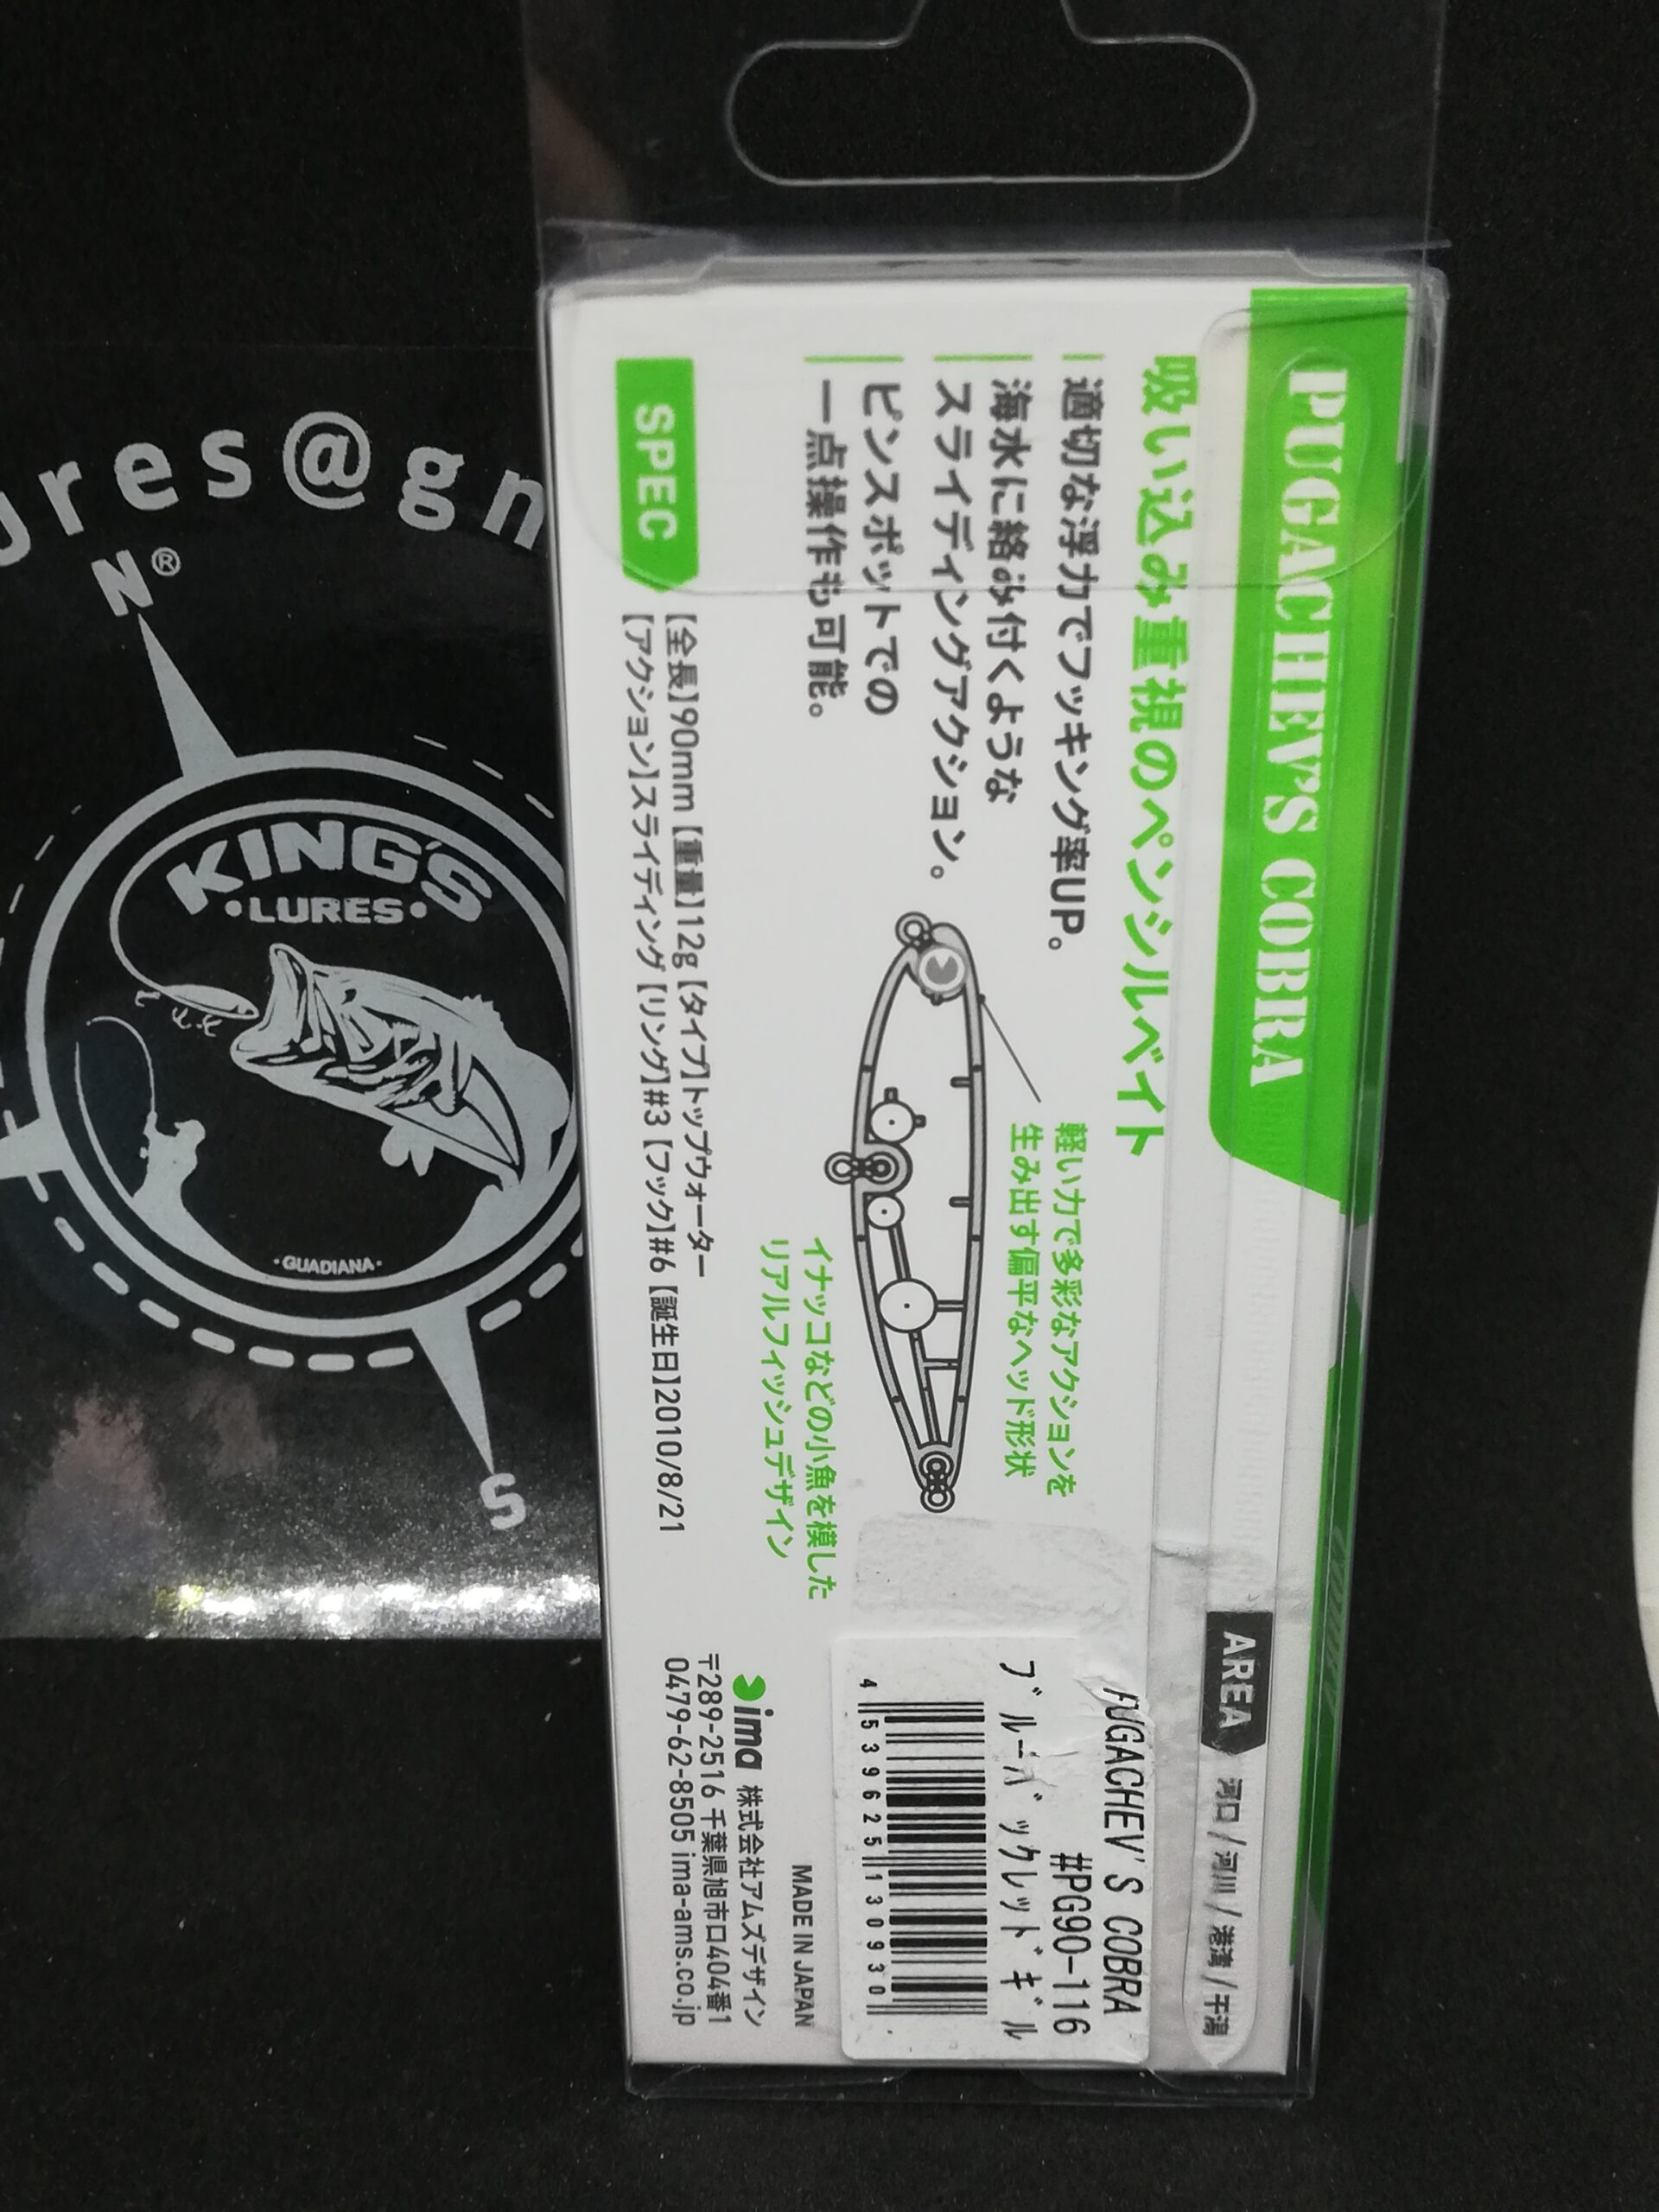 PUGACHEV'S COBRA
吸い込み重視のペンシルベイト
適切な浮力でフッキング率UP。
海水に絡み付くような
スライディングアクション。
ピンスポットでの
一点操作も可能。
軽い力で多彩なアクションを
生み出す偏平なヘッド形状
イナッコなどの小魚を模した
リアルフィッシュデザイン
SPEC
【全長】90mm【重量】12g【タイプ】トップウォーター
【アクション】スライディング【リング】#3【フック】#6【誕生日】2010/8/21
AREA
河口 / 河川 / 港湾 / 干潟
PUGACHEV'S COBRA
#PG90-116
ブルーバックレッドギル
4 539625 130930
MADE IN JAPAN
ima 株式会社アムズデザイン
〒289-2516 千葉県旭市ロ404番1
0479-62-8505 ima-ams.co.jp
ures@gm
N®
KING'S
•LURES•
•GUADIANA•
S